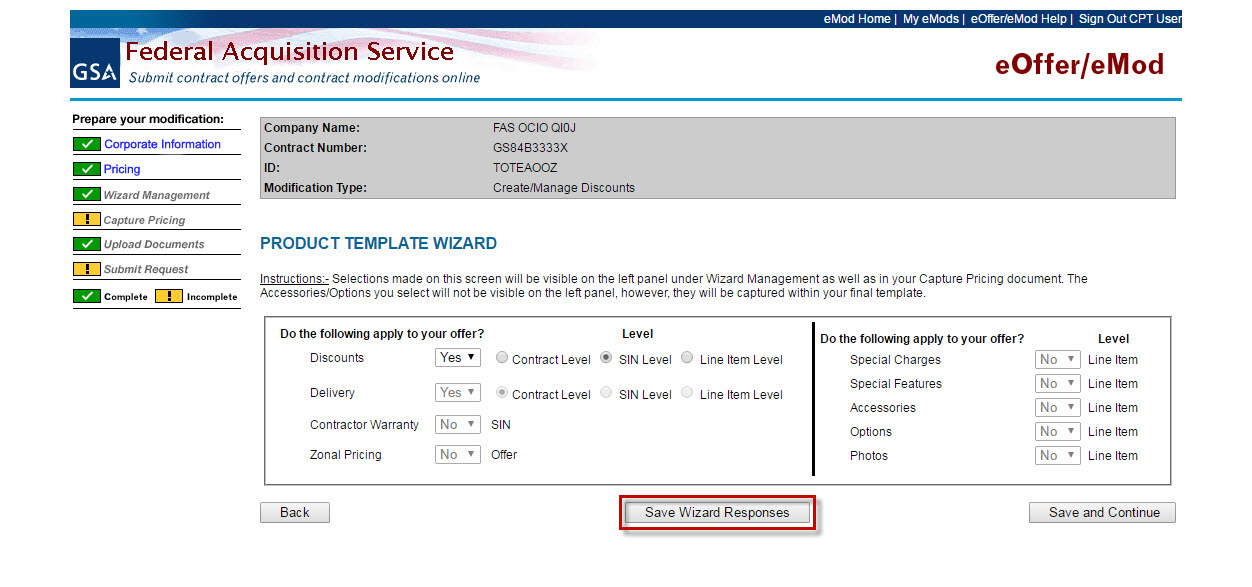 eMod Home | My eMods | eOffer/eMod Help | Sign Out CPT User
GSA
Federal Acquisition Service
Submit contract offers and contract modifications online
eOffer/eMod
Prepare your modification:
Corporate Information
Pricing
Wizard Management
Capture Pricing
Upload Documents
Submit Request
Complete ! Incomplete
Company Name: FAS OCIO QI0J
Contract Number: GS84B3333X
ID: TOTEAOOZ
Modification Type: Create/Manage Discounts
PRODUCT TEMPLATE WIZARD
Instructions:- Selections made on this screen will be visible on the left panel under Wizard Management as well as in your Capture Pricing document. The
Accessories/Options you select will not be visible on the left panel, however, they will be captured within your final template.
Do the following apply to your offer? Level
Discounts Yes Contract Level SIN Level Line Item Level
Delivery Yes Contract Level SIN Level Line Item Level
Contractor Warranty No SIN
Zonal Pricing No Offer
Do the following apply to your offer? Level
Special Charges No Line Item
Special Features No Line Item
Accessories No Line Item
Options No Line Item
Photos No Line Item
Back Save Wizard Responses Save and Continue